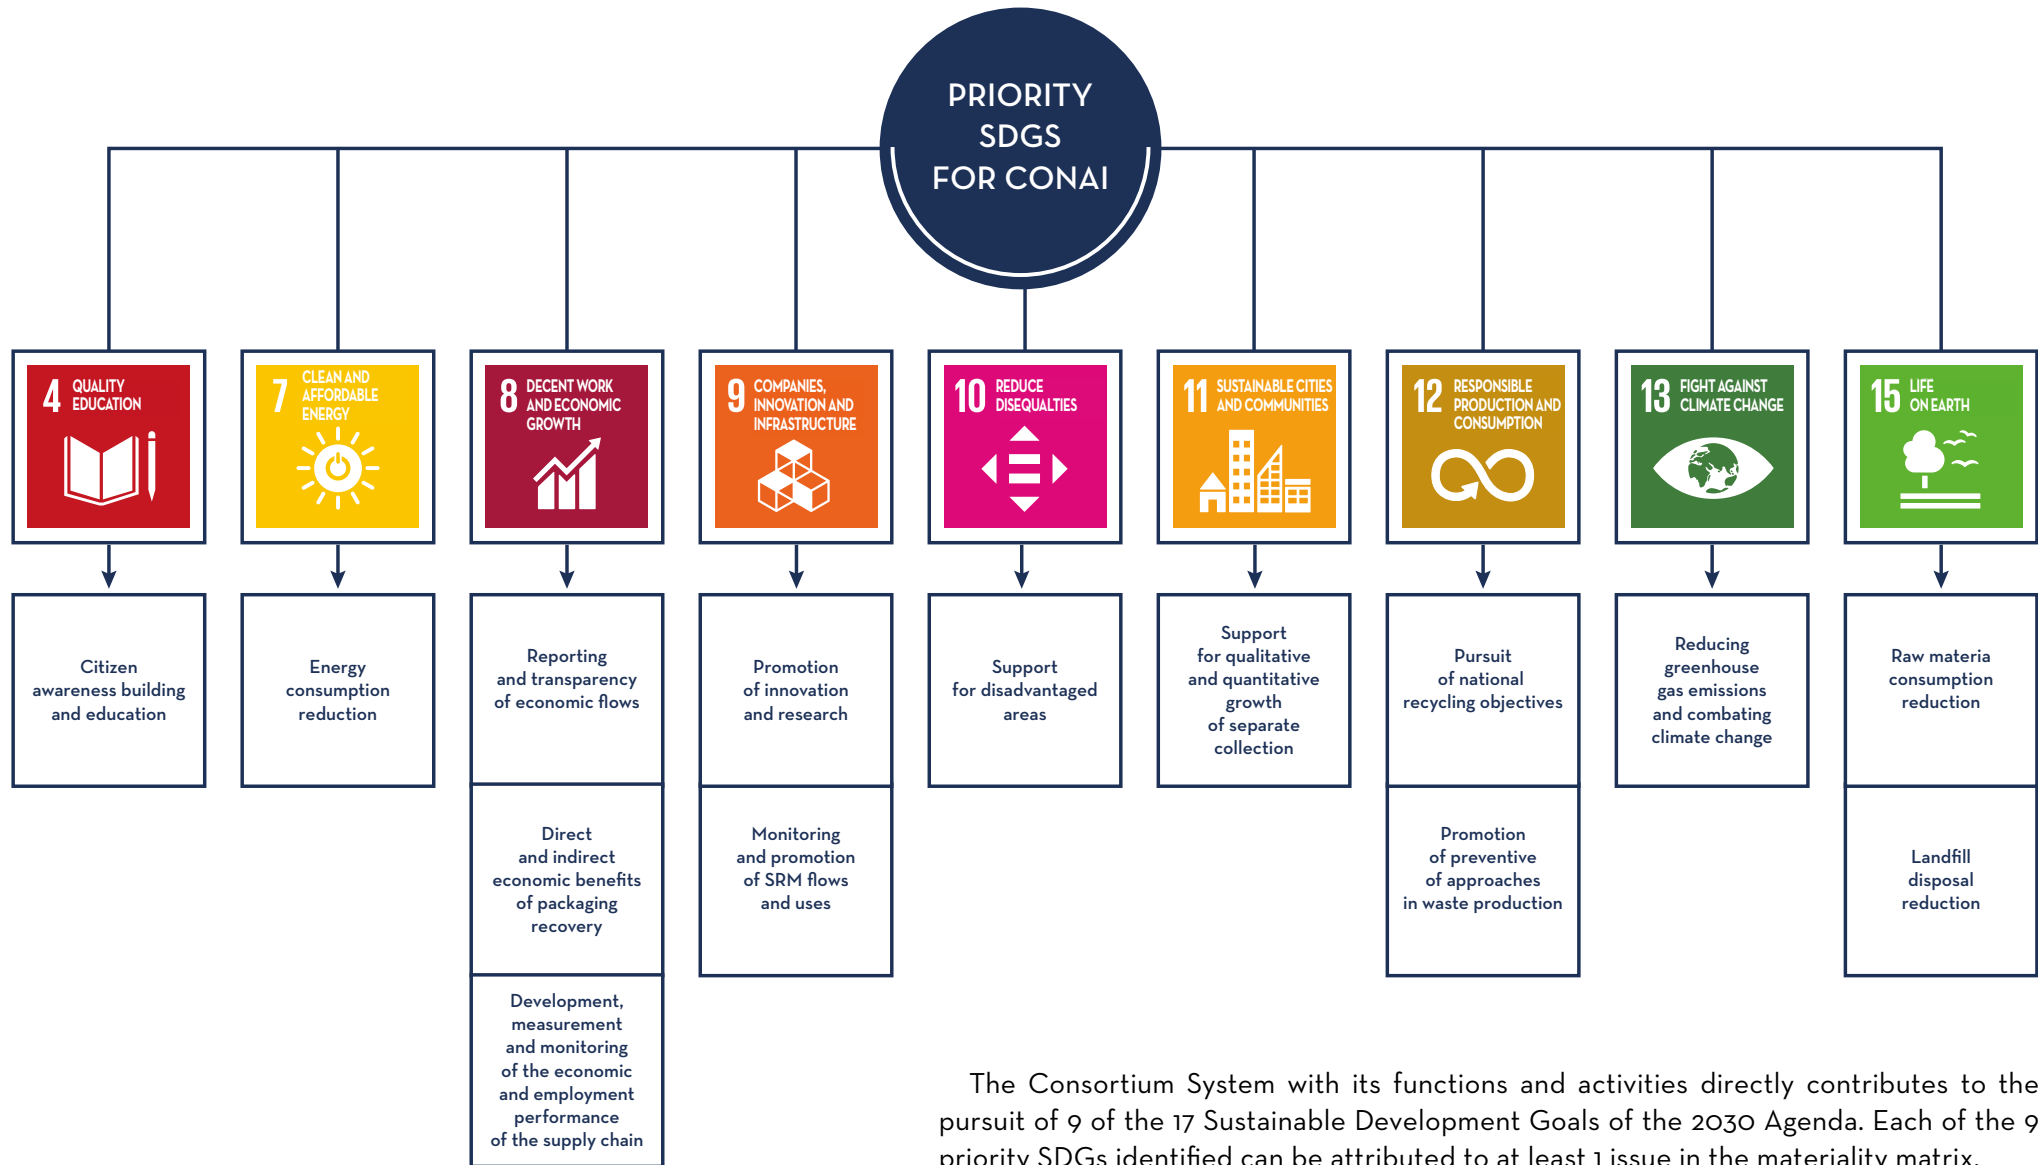 PRIORITY
SDGS
FOR CONAI
4 QUALITY
EDUCATION
7 CLEAN AND
AFFORDABLE
ENERGY
8 DECENT WORK
AND ECONOMIC
GROWTH
9 COMPANIES,
INNOVATION AND
INFRASTRUCTURE
10 REDUCE
DISEQUALTIES
11 SUSTAINABLE CITIES
AND COMMUNITIES
12 RESPONSIBLE
PRODUCTION AND
CONSUMPTION
13 FIGHT AGAINST
CLIMATE CHANGE
15 LIFE
ON EARTH
Citizen
awareness building
and education
Energy
consumption
reduction
Reporting
and transparency
of economic flows
Promotion
of innovation
and research
Support
for disadvantaged
areas
Support
for qualitative
and quantitative
growth
of separate
collection
Pursuit
of national
recycling objectives
Reducing
greenhouse
gas emissions
and combating
climate change
Raw materia
consumption
reduction
Direct
and indirect
economic benefits
of packaging
recovery
Monitoring
and promotion
of SRM flows
and uses
Promotion
of preventive
of approaches
in waste production
Landfill
disposal
reduction
Development,
measurement
and monitoring
of the economic
and employment
performance
of the supply chain
The Consortium System with its functions and activities directly contributes to the
pursuit of 9 of the 17 Sustainable Development Goals of the 2030 Agenda. Each of the 9
priority SDGs identified can be attributed to at least 1 issue in the materiality matrix.